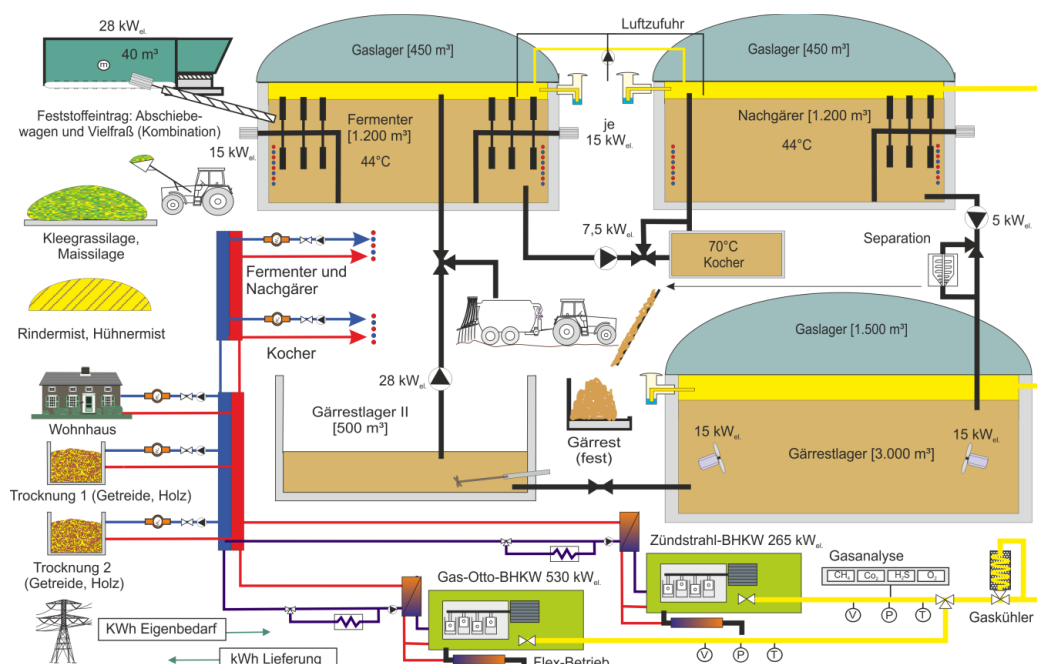 28 kWel.
40 m³
m
Feststoffeintrag: Abschiebe-
wagen und Vielfraß (Kombination)
15 kWel.
Gaslager [450 m³]
Luftzufuhr
Gaslager [450 m³]
Fermenter
[1.200 m³]
44°C
je
15 kWel.
Nachgärer [1.200 m³]
44°C
Kleegrassilage,
Maissilage
7,5 kWel.
70°C
Kocher
5 kWel.
Separation
Fermenter und
Nachgärer
Rindermist, Hühnermist
Kocher
Gaslager [1.500 m³]
28 kWel.
Gärrestlager II
[500 m³]
Gärrest
(fest)
15 kWel.
15 kWel.
Gärrestlager [3.000 m³]
Wohnhaus
Trocknung 1 (Getreide, Holz)
Trocknung 2
(Getreide, Holz)
Zündstrahl-BHKW 265 kWel.
Gasanalyse
CH₄ Co₂ H₂S O₂
Gas-Otto-BHKW 530 kWel.
V P T
Gaskühler
KWh Eigenbedarf
kWh Lieferung
V P T
Flex-Betrieb